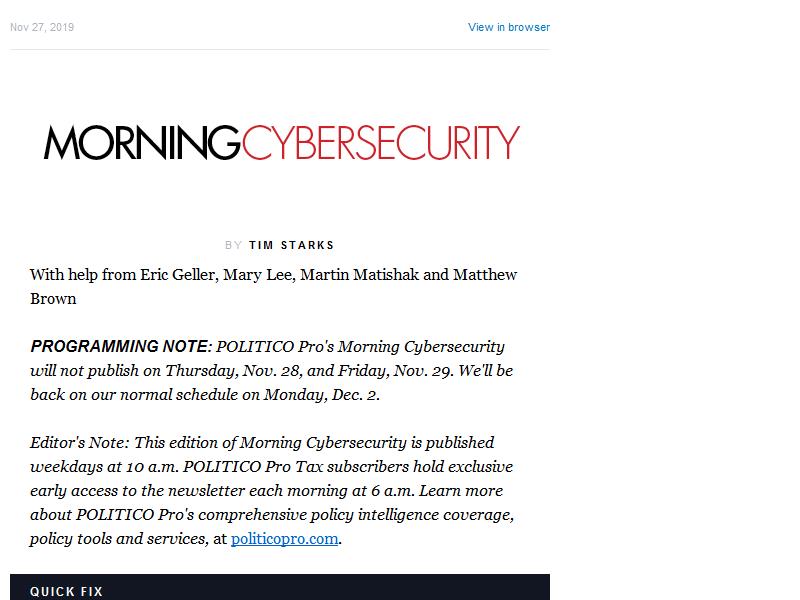 Nov 27, 2019
View in browser
MORNINGCYBERSECURITY
BY TIM STARKS
With help from Eric Geller, Mary Lee, Martin Matishak and Matthew
Brown
PROGRAMMING NOTE: POLITICO Pro's Morning Cybersecurity
will not publish on Thursday, Nov. 28, and Friday, Nov. 29. We'll be
back on our normal schedule on Monday, Dec. 2.
Editor's Note: This edition of Morning Cybersecurity is published
weekdays at 10 a.m. POLITICO Pro Tax subscribers hold exclusive
early access to the newsletter each morning at 6 a.m. Learn more
about POLITICO Pro's comprehensive policy intelligence coverage,
policy tools and services, at politicopro.com.
QUICK FIX